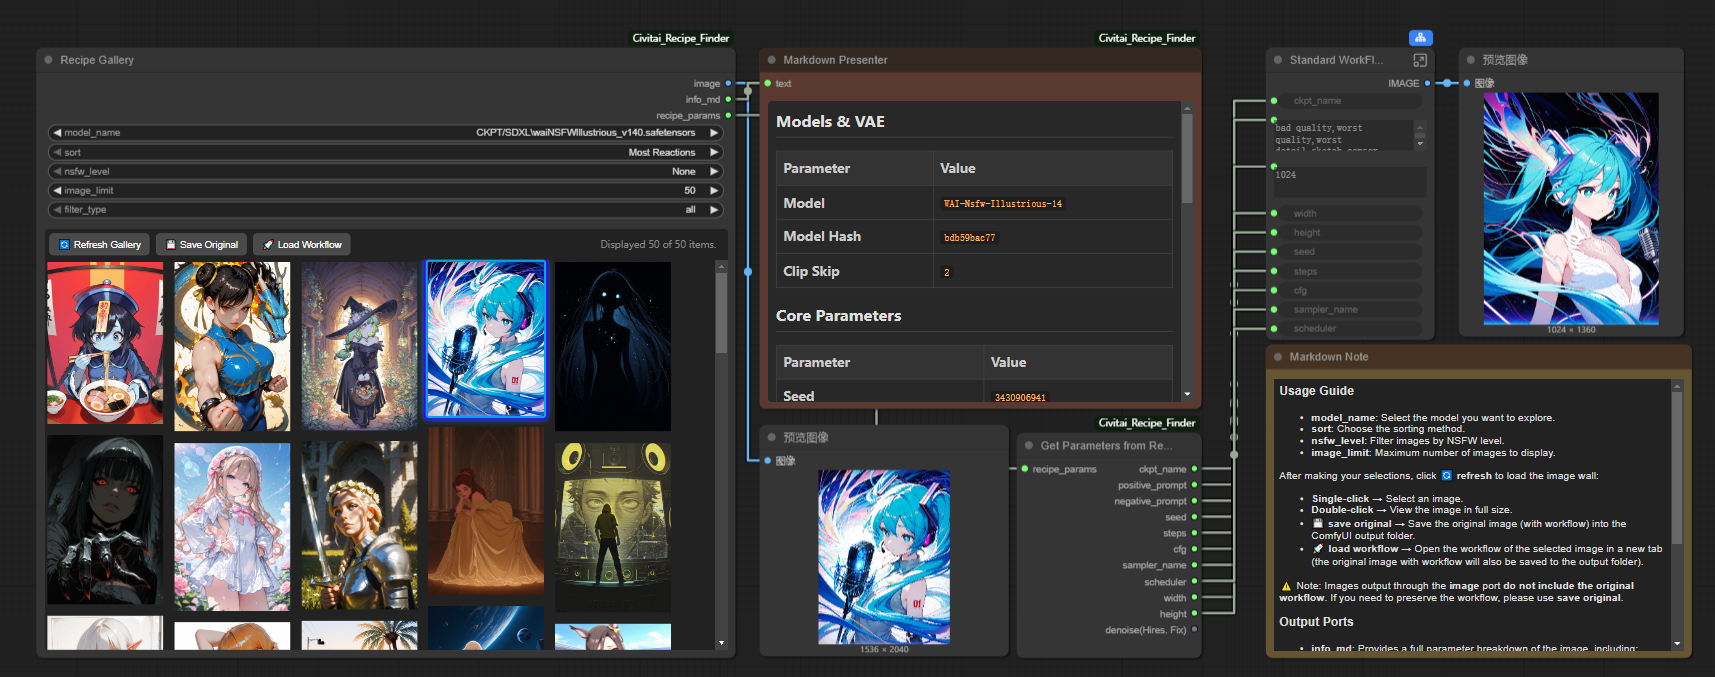 Civitai_Recipe_Finder
Recipe Gallery
image
info_md
recipe_params
model_name
CKPT/SDXL\waiNSFWIllustrious_v140.safetensors
sort
Most Reactions
nsfw_level
None
image_limit
50
filter_type
all
Refresh Gallery
Save Original
Load Workflow
Displayed 50 of 50 items.
01
Civitai_Recipe_Finder
Markdown Presenter
text
Models & VAE
Parameter Value
Model WAI-Nsfw-Illustrious-14
Model Hash bdb59bac77
Clip Skip 2
Core Parameters
Parameter Value
Seed 3430906941
预览图像
图像
01
1536 × 2040
Civitai_Recipe_Finder
Get Parameters from Re...
recipe_params
ckpt_name
positive_prompt
negative_prompt
seed
steps
cfg
sampler_name
scheduler
width
height
denoise(Hires. Fix)
Standard WorkFl...
IMAGE
ckpt_name
bad quality,worst
quality,worst
detail,sketch,censor
1024
width
height
seed
steps
cfg
sampler_name
scheduler
预览图像
图像
1024 × 1360
Markdown Note
Usage Guide
• model_name: Select the model you want to explore.
• sort: Choose the sorting method.
• nsfw_level: Filter images by NSFW level.
• image_limit: Maximum number of images to display.
After making your selections, click 🔄 refresh to load the image wall:
• Single-click → Select an image.
• Double-click → View the image in full size.
• 💾 save original → Save the original image (with workflow) into the
ComfyUI output folder.
• 🚀 load workflow → Open the workflow of the selected image in a new tab
(the original image with workflow will also be saved to the output folder).
⚠️ Note: Images output through the image port do not include the original
workflow. If you need to preserve the workflow, please use save original.
Output Ports
• info_md: Provides a full parameter breakdown of the image, including: